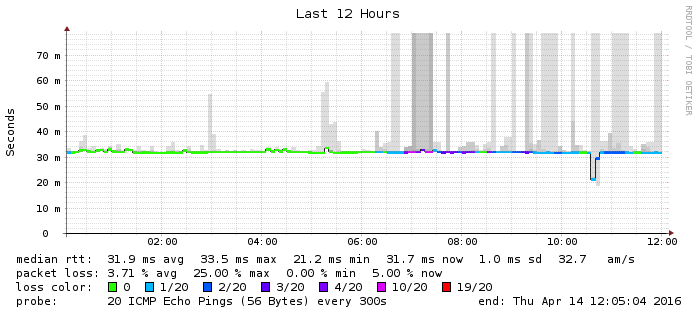 Last 12 Hours
RRDTOOL / TOBI OETIKER
Seconds
70 m
60 m
50 m
40 m
30 m
20 m
10 m
0
02:00 04:00 06:00 08:00 10:00 12:00
median rtt: 31.9 ms avg 33.5 ms max 21.2 ms min 31.7 ms now 1.0 ms sd 32.7 am/s
packet loss: 3.71 % avg 25.00 % max 0.00 % min 5.00 % now
loss color: 0 1/20 2/20 3/20 4/20 10/20 19/20
probe: 20 ICMP Echo Pings (56 Bytes) every 300s end: Thu Apr 14 12:05:04 2016